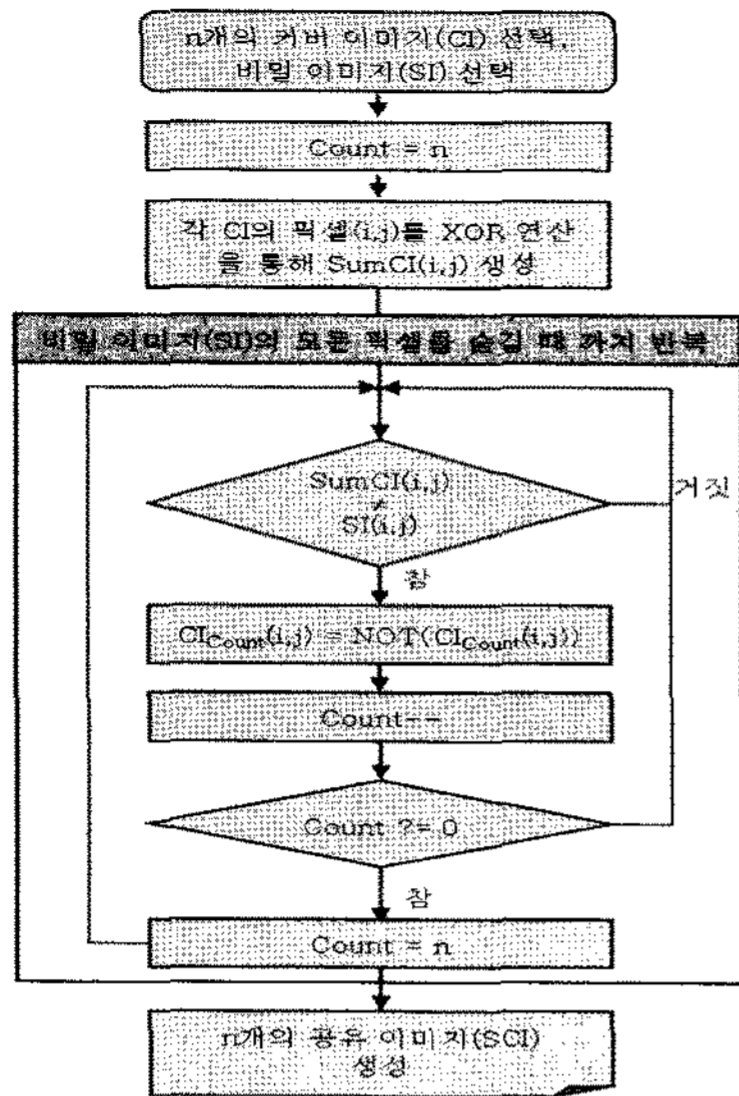 n개의 커버 이미지(CI) 선택,
비밀 이미지(SI) 선택
Count = n
각 CI의 픽셀(i,j)를 XOR 연산
을 통해 SumCI(i,j) 생성
비밀 이미지(SI)의 모든 픽셀를 숨길 때 까지 반복
SumCI(i,j)
≠
SI(i,j)
거짓
참
CI_Count(i,j) = NOT(CI_Count(i,j))
Count--
Count ?= 0
참
Count = n
n개의 공유 이미지(SCI)
생성